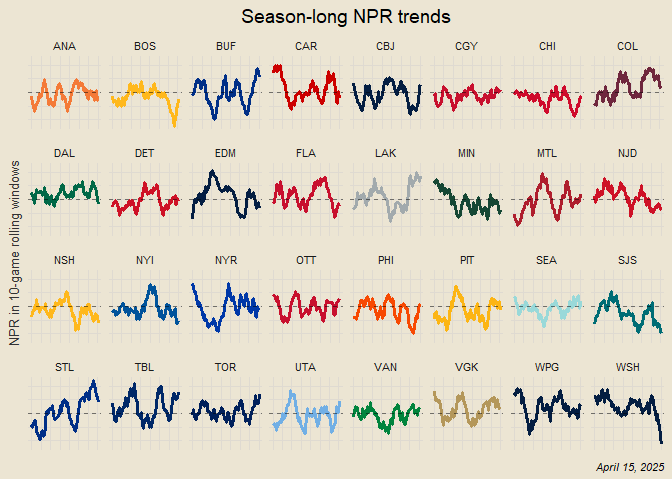 Season-long NPR trends
ANA BOS BUF CAR CBJ CGY CHI COL
DAL DET EDM FLA LAK MIN MTL NJD
NPR in 10-game rolling windows
NSH NYI NYR OTT PHI PIT SEA SJS
STL TBL TOR UTA VAN VGK WPG WSH
April 15, 2025